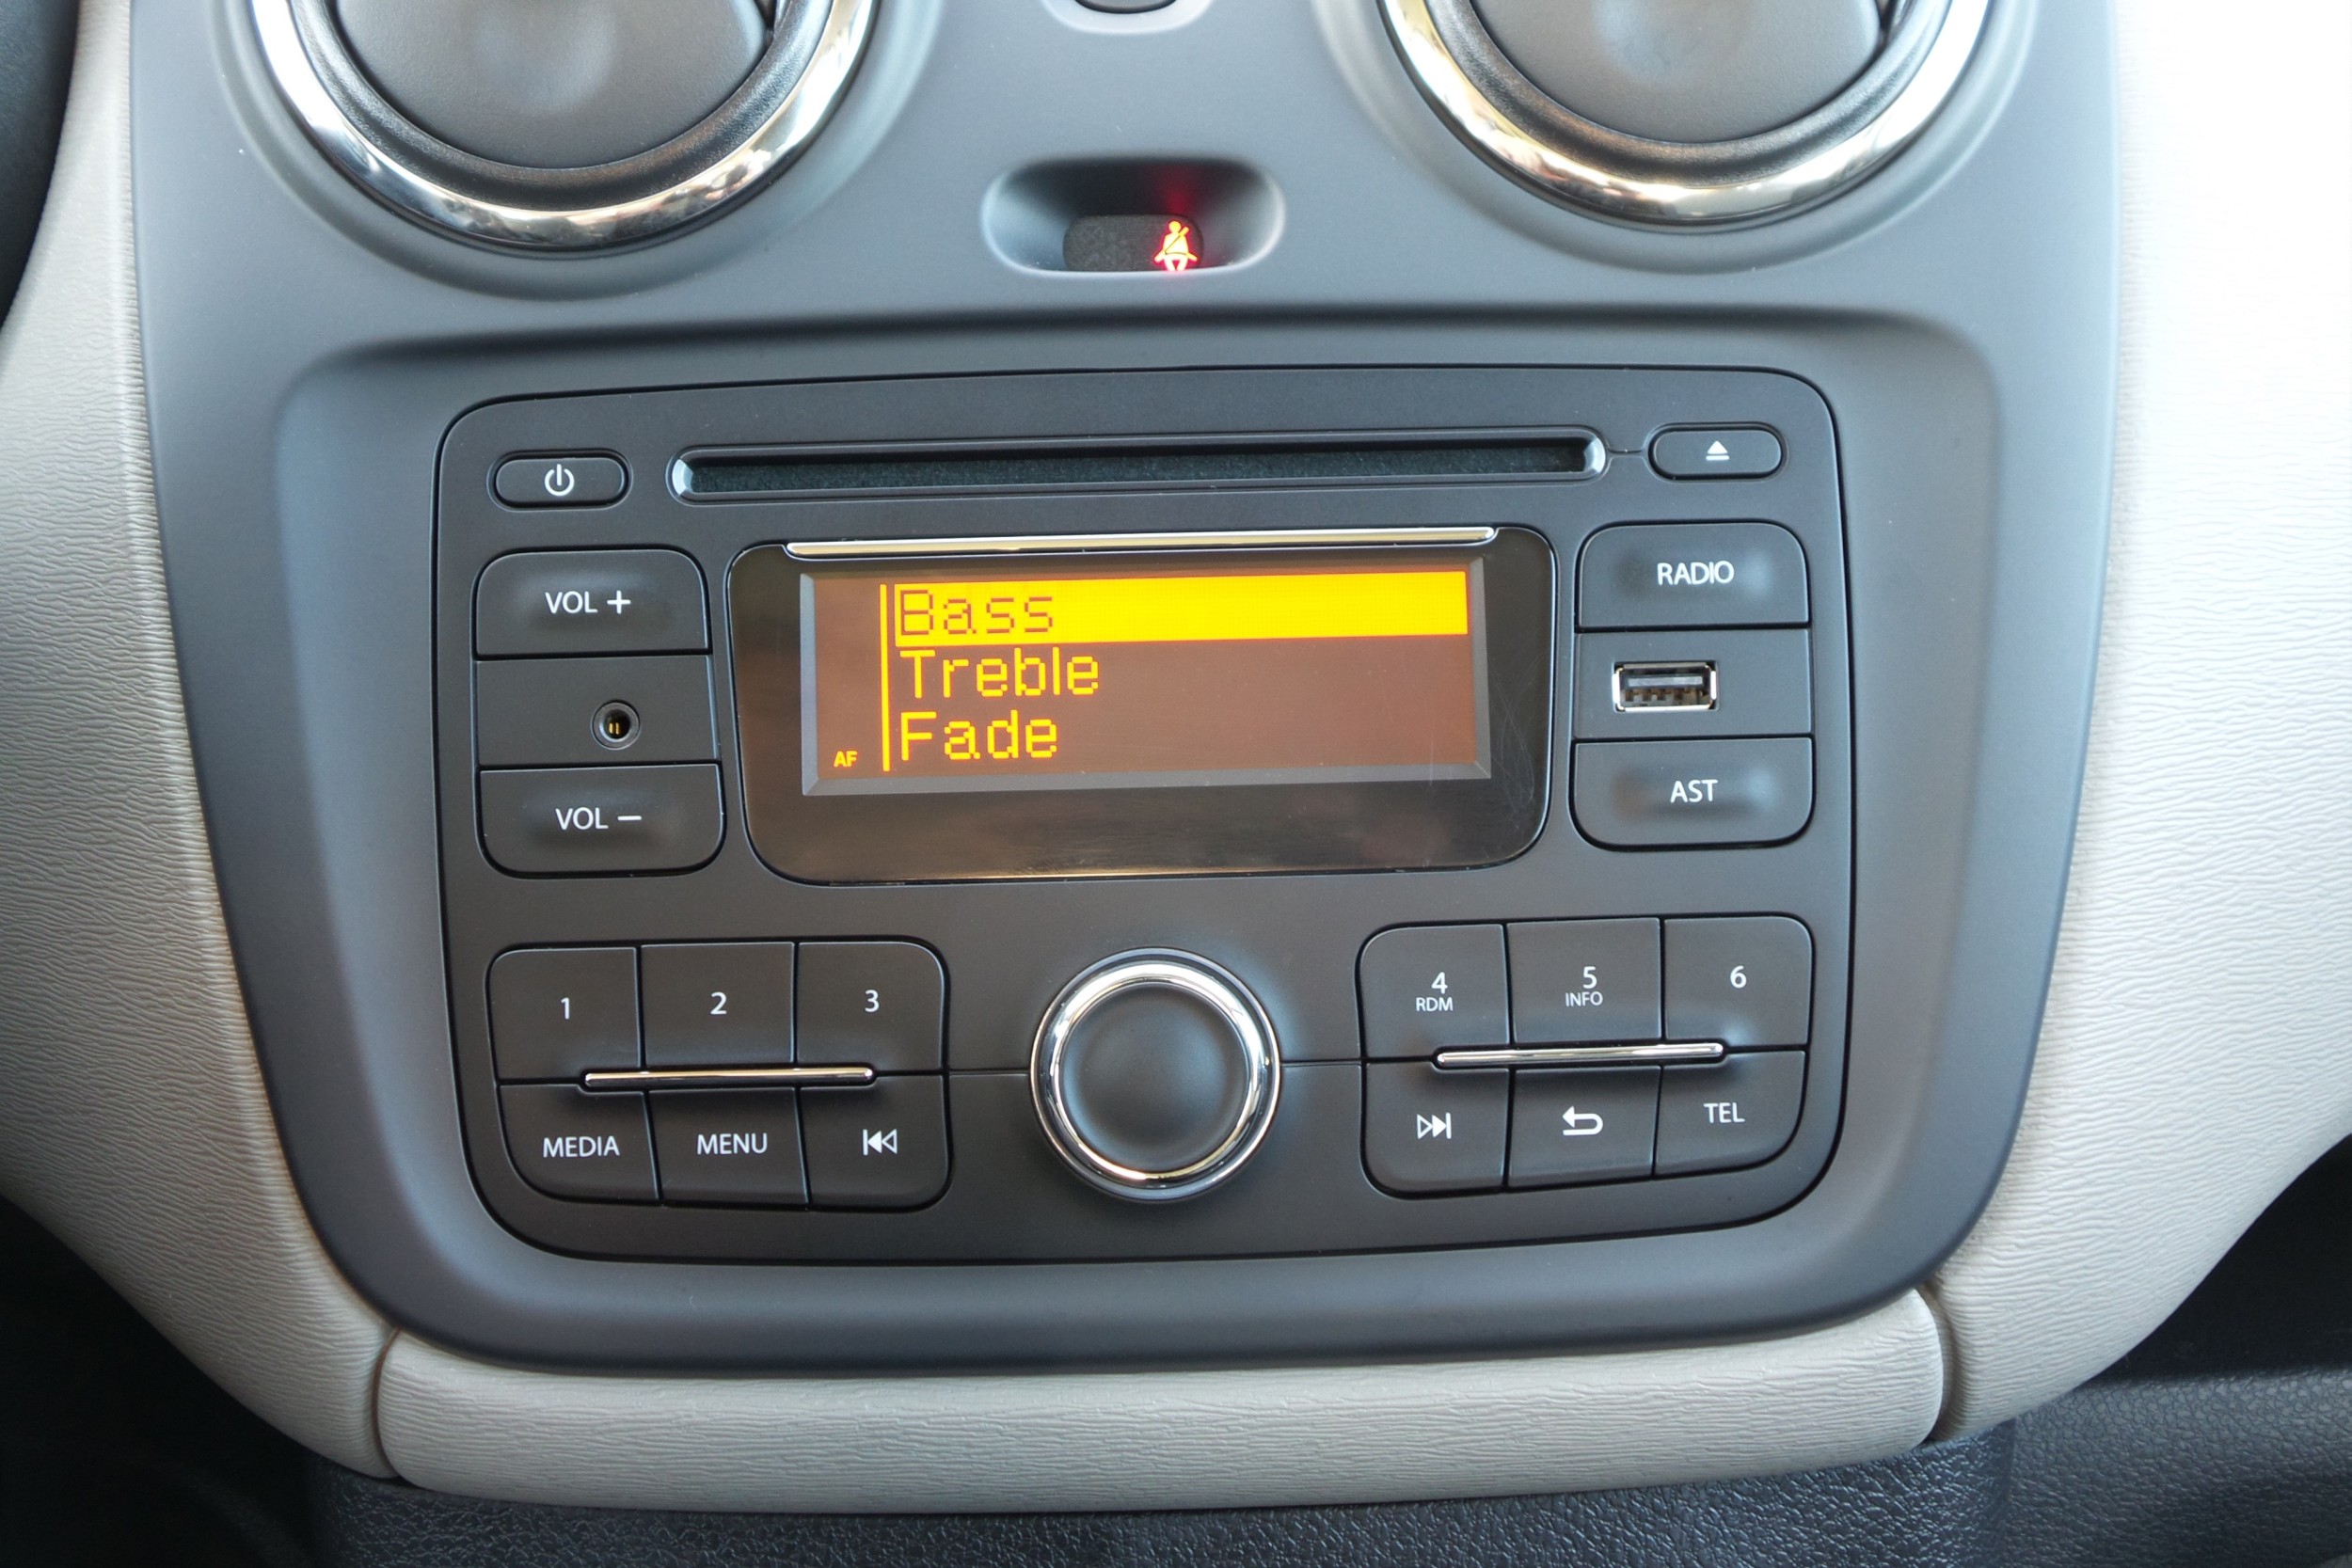 VOL +
VOL −
Bass
Treble
Fade
AF
RADIO
AST
1
2
3
MEDIA
MENU
4
RDM
5
INFO
6
TEL